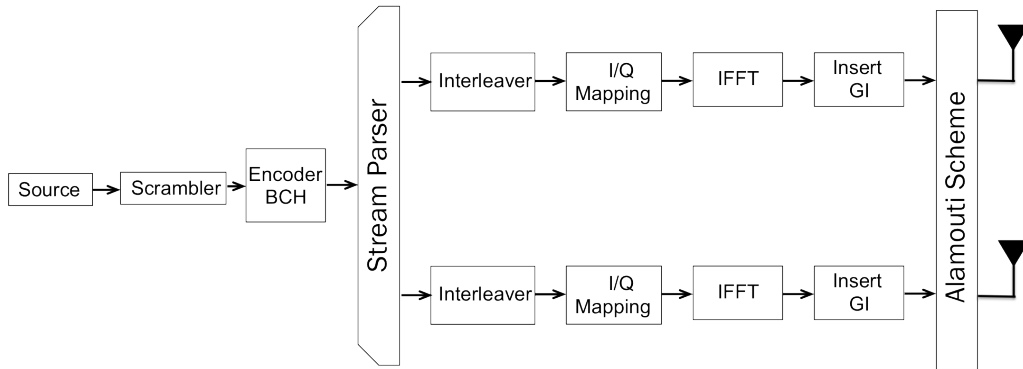 Source
Scrambler
Encoder
BCH
Stream Parser
Interleaver
I/Q
Mapping
IFFT
Insert
GI
Interleaver
I/Q
Mapping
IFFT
Insert
GI
Alamouti Scheme